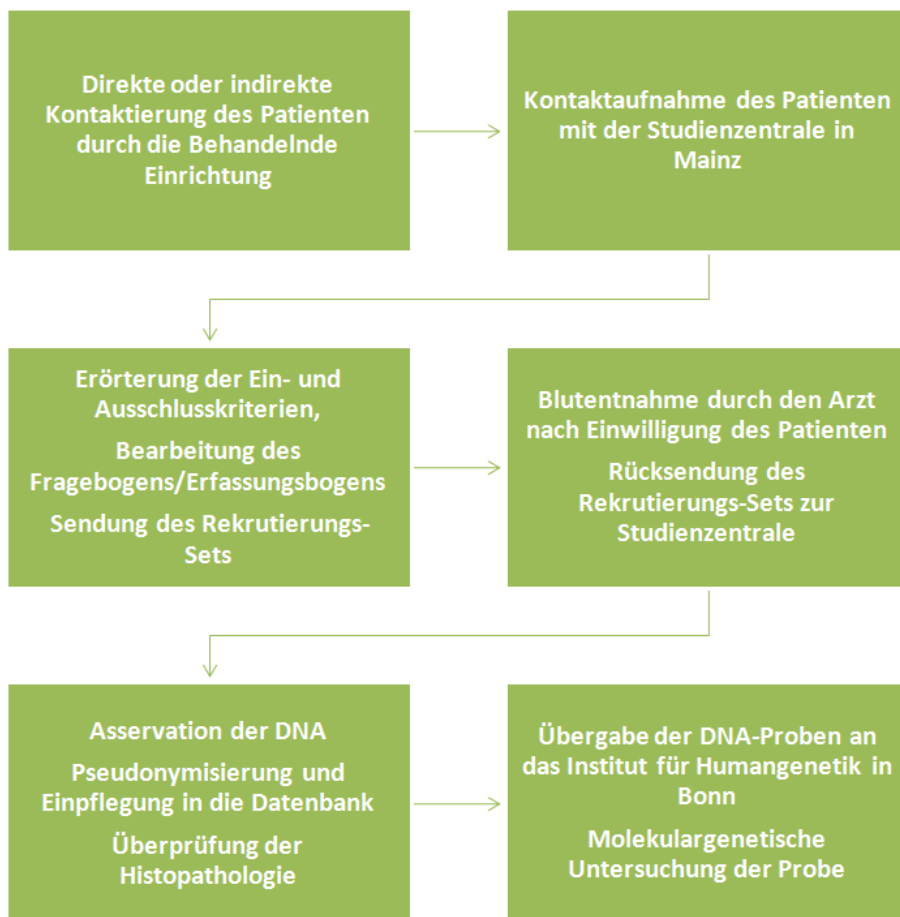 Direkte oder indirekte
Kontaktierung des Patienten
durch die Behandelnde
Einrichtung
Kontaktaufnahme des Patienten
mit der Studienzentrale in
Mainz
Erörterung der Ein- und
Ausschlusskriterien,
Bearbeitung des
Fragebogens/Erfassungsbogens
Sendung des Rekrutierungs-
Sets
Blutentnahme durch den Arzt
nach Einwilligung des Patienten
Rücksendung des
Rekrutierungs-Sets zur
Studienzentrale
Asservation der DNA
Pseudonymisierung und
Einpflegung in die Datenbank
Überprüfung der
Histopathologie
Übergabe der DNA-Proben an
das Institut für Humangenetik in
Bonn
Molekulargenetische
Untersuchung der Probe